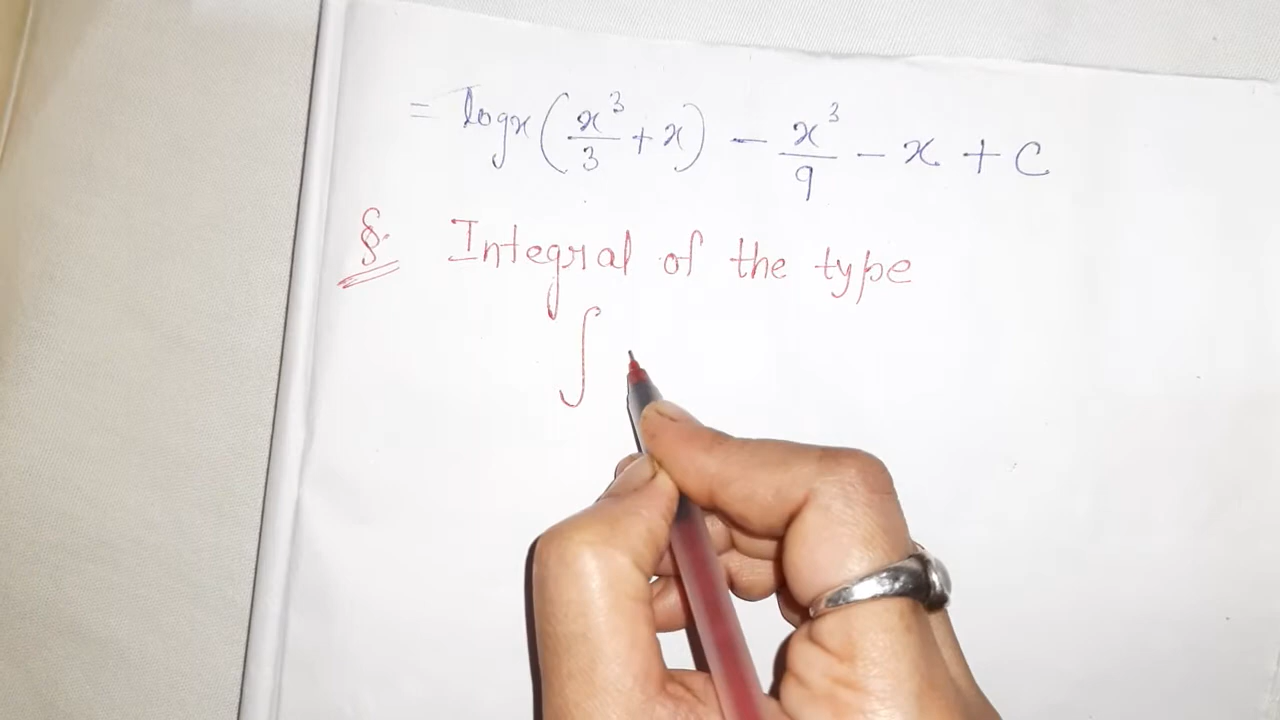 = logx(x³/3 + x) - x³/9 - x + C
§. Integral of the type
∫